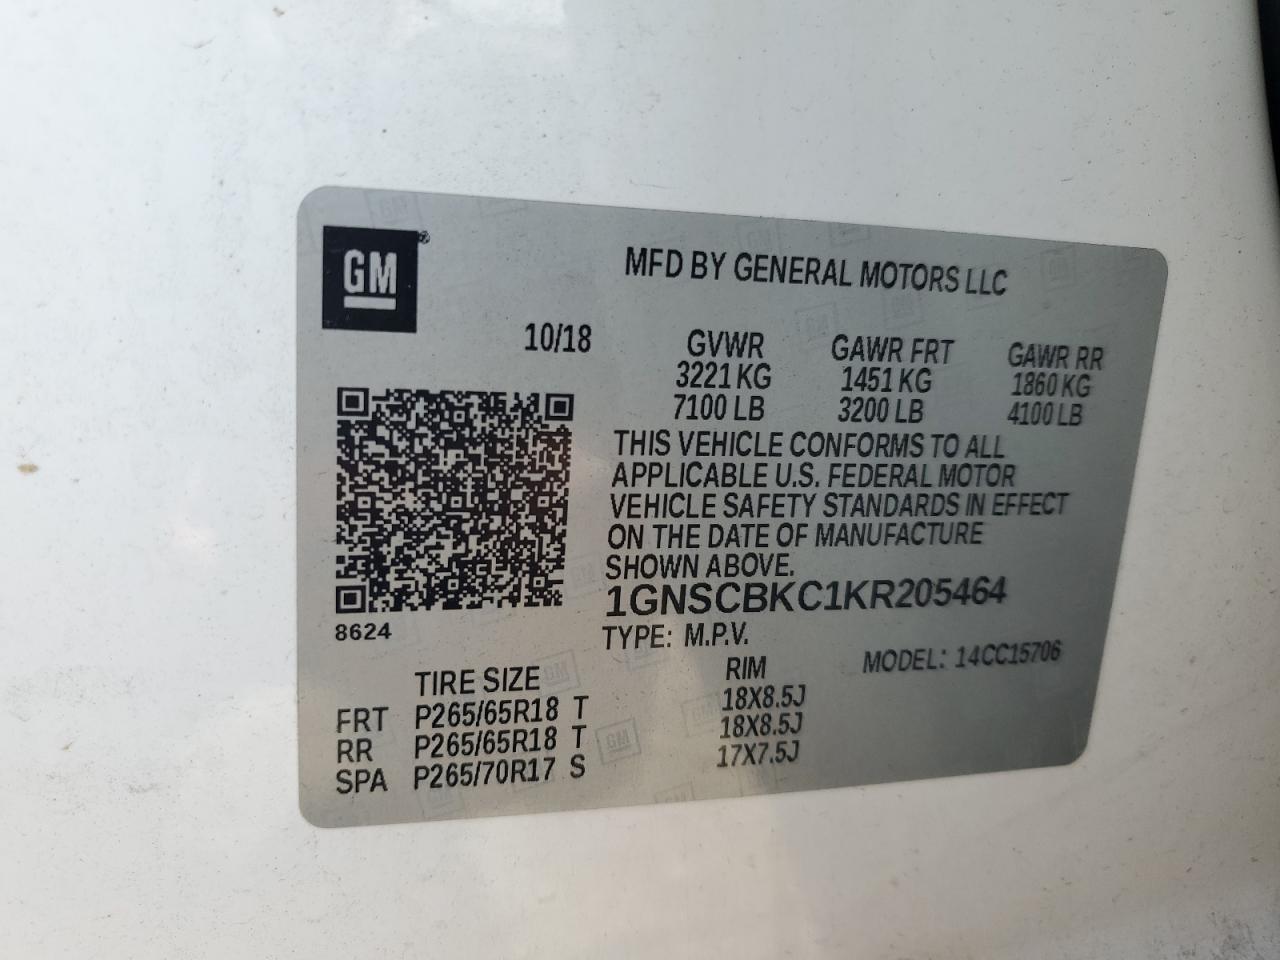 GM®
MFD BY GENERAL MOTORS LLC
10/18 GVWR GAWR FRT GAWR RR
3221 KG 1451 KG 1860 KG
7100 LB 3200 LB 4100 LB
THIS VEHICLE CONFORMS TO ALL
APPLICABLE U.S. FEDERAL MOTOR
VEHICLE SAFETY STANDARDS IN EFFECT
ON THE DATE OF MANUFACTURE
SHOWN ABOVE.
1GNSCBKC1KR205464
8624
TYPE: M.P.V. MODEL: 14CC15706
TIRE SIZE RIM
FRT P265/65R18 T 18X8.5J
RR P265/65R18 T 18X8.5J
SPA P265/70R17 S 17X7.5J